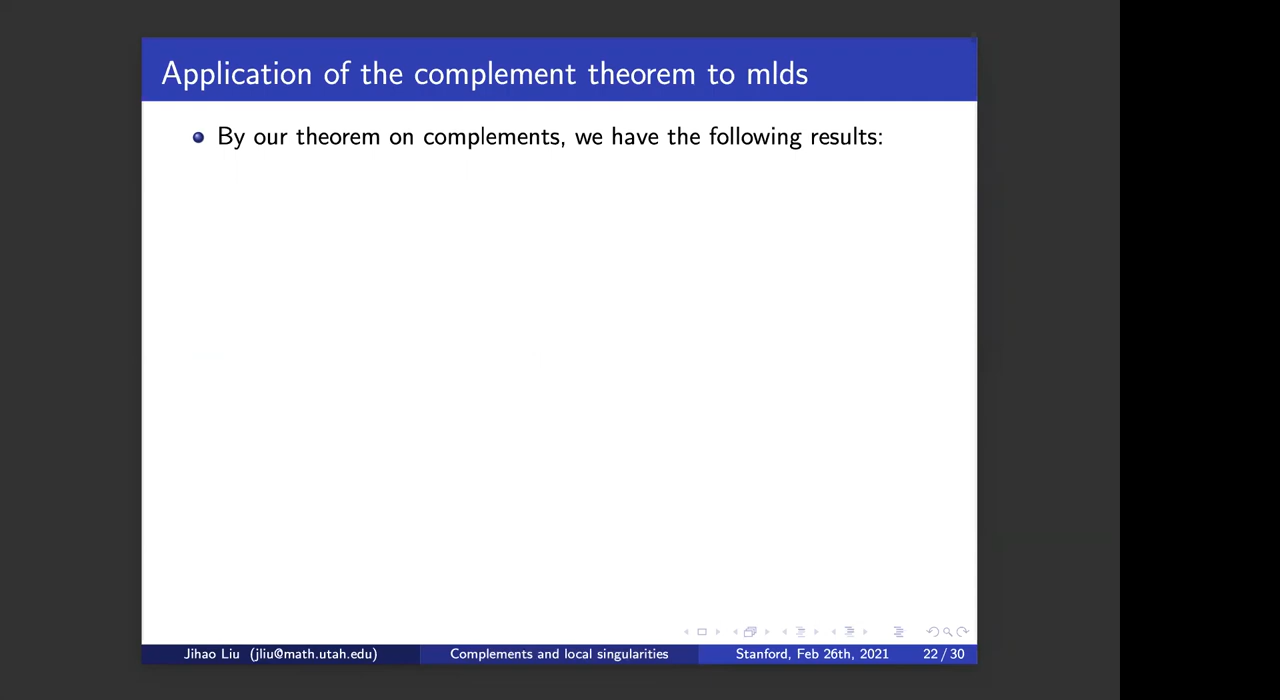 Application of the complement theorem to mlds
By our theorem on complements, we have the following results:
Jihao Liu (jliu@math.utah.edu)
Complements and local singularities
Stanford, Feb 26th, 2021
22 / 30